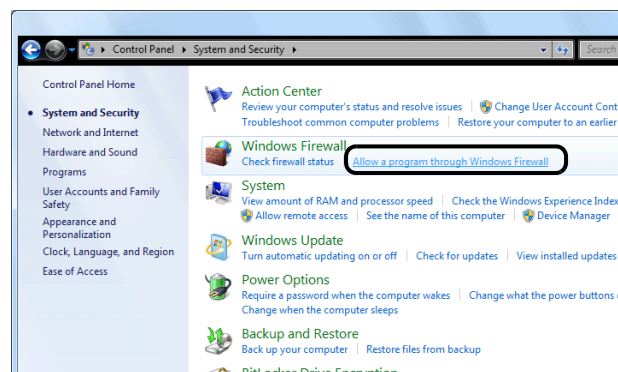 Control Panel ▸ System and Security ▸
Search
Control Panel Home
System and Security
Network and Internet
Hardware and Sound
Programs
User Accounts and Family
Safety
Appearance and
Personalization
Clock, Language, and Region
Ease of Access
Action Center
Review your computer's status and resolve issues | Change User Account Cont
Troubleshoot common computer problems | Restore your computer to an earlier
Windows Firewall
Check firewall status Allow a program through Windows Firewall
System
View amount of RAM and processor speed | Check the Windows Experience Index
Allow remote access | See the name of this computer | Device Manager
Windows Update
Turn automatic updating on or off | Check for updates | View installed updates
Power Options
Require a password when the computer wakes | Change what the power buttons
Change when the computer sleeps
Backup and Restore
Back up your computer | Restore files from backup
BitLocker Drive Encryption